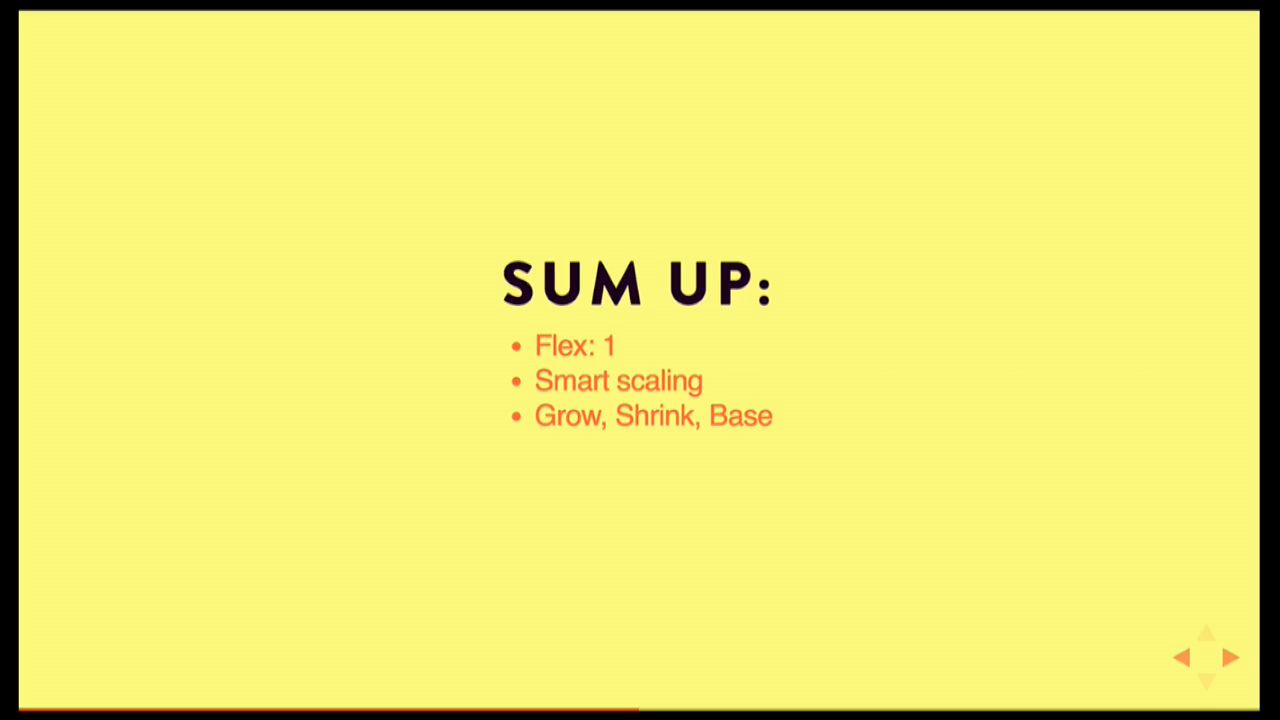 SUM UP:
• Flex: 1
• Smart scaling
• Grow, Shrink, Base